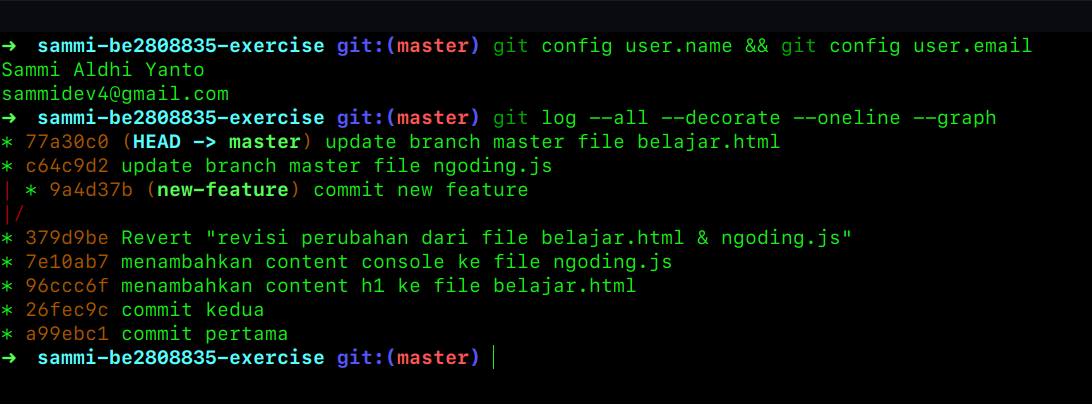 ➜  sammi-be2808835-exercise git:(master) git config user.name && git config user.email
Sammi Aldhi Yanto
sammidev4@gmail.com
➜  sammi-be2808835-exercise git:(master) git log --all --decorate --oneline --graph
* 77a30c0 (HEAD -> master) update branch master file belajar.html
* c64c9d2 update branch master file ngoding.js
| * 9a4d37b (new-feature) commit new feature
|/
* 379d9be Revert "revisi perubahan dari file belajar.html & ngoding.js"
* 7e10ab7 menambahkan content console ke file ngoding.js
* 96ccc6f menambahkan content h1 ke file belajar.html
* 26fec9c commit kedua
* a99ebc1 commit pertama
➜  sammi-be2808835-exercise git:(master)